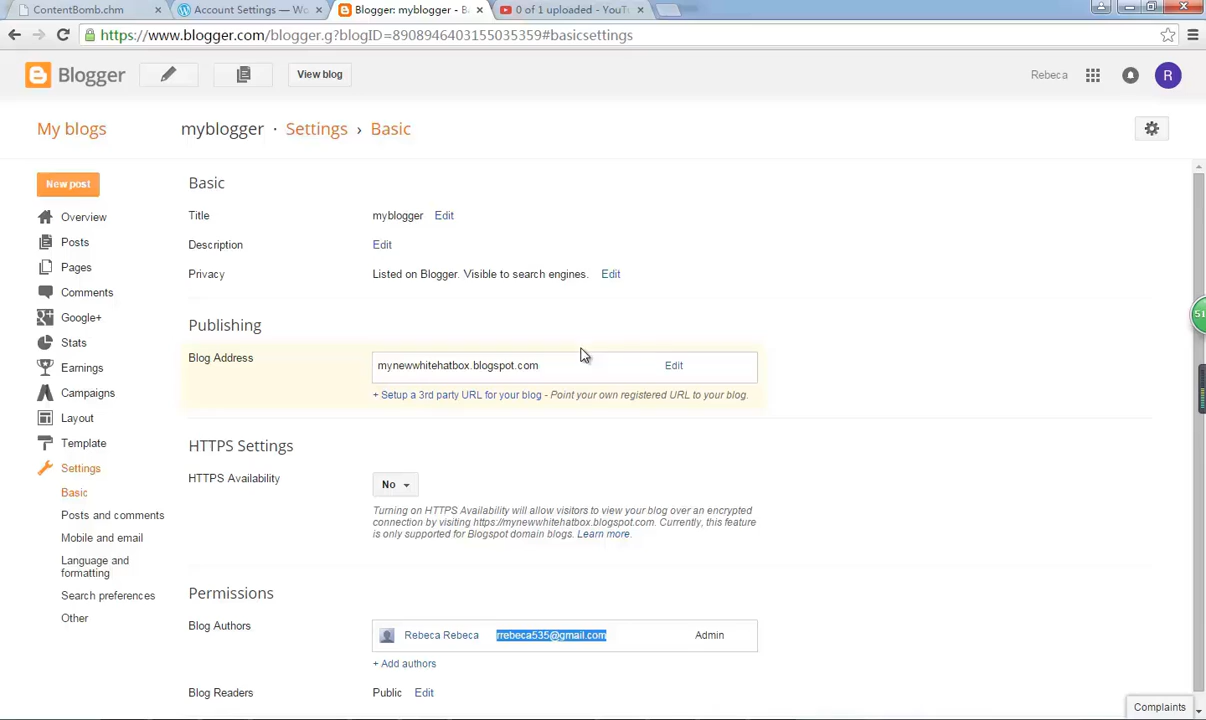 ContentBomb.chm
Account Settings — Wo
Blogger: myblogger - B
0 of 1 uploaded - YouTu
https://www.blogger.com/blogger.g?blogID=8908946403155035359#basicsettings
Blogger
View blog
Rebeca
R
My blogs
myblogger · Settings › Basic
New post
Overview
Posts
Pages
Comments
Google+
Stats
Earnings
Campaigns
Layout
Template
Settings
Basic
Posts and comments
Mobile and email
Language and
formatting
Search preferences
Other
Basic
Title myblogger Edit
Description Edit
Privacy Listed on Blogger. Visible to search engines. Edit
Publishing
Blog Address mynewwhitehatbox.blogspot.com Edit
+ Setup a 3rd party URL for your blog - Point your own registered URL to your blog.
HTTPS Settings
HTTPS Availability No
Turning on HTTPS Availability will allow visitors to view your blog over an encrypted
connection by visiting https://mynewwhitehatbox.blogspot.com. Currently, this feature
is only supported for Blogspot domain blogs. Learn more.
Permissions
Blog Authors Rebeca Rebeca rrebeca535@gmail.com Admin
+ Add authors
Blog Readers Public Edit
51
Complaints